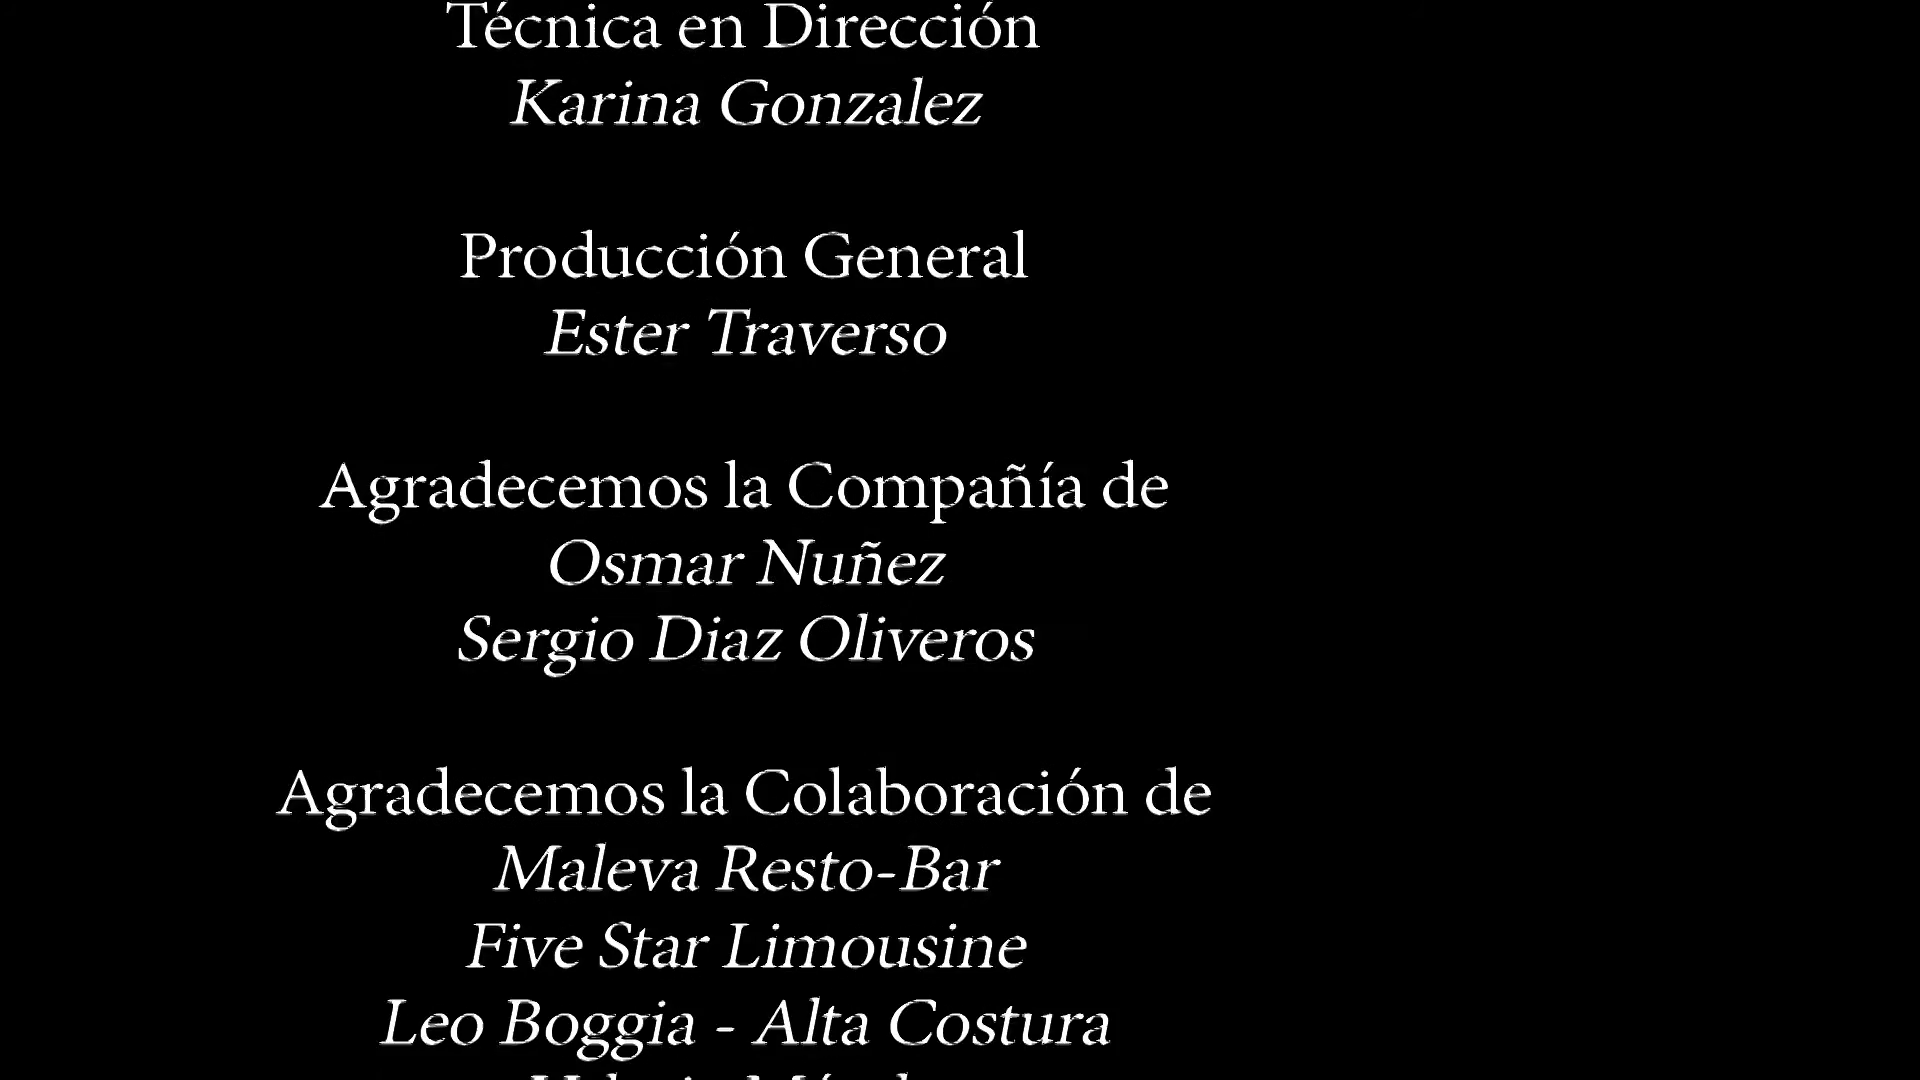 Técnica en Dirección
Karina Gonzalez
Producción General
Ester Traverso
Agradecemos la Compañía de
Osmar Nuñez
Sergio Diaz Oliveros
Agradecemos la Colaboración de
Maleva Resto-Bar
Five Star Limousine
Leo Boggia - Alta Costura